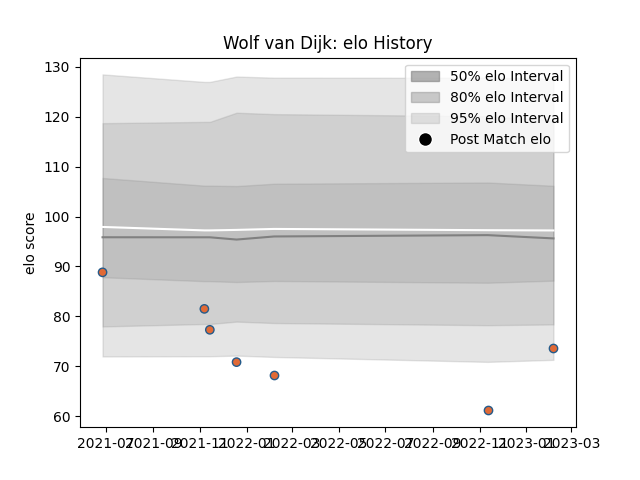 Wolf van Dijk: elo History
50% elo Interval
80% elo Interval
95% elo Interval
Post Match elo
elo score
130
120
110
100
90
80
70
60
2021-07 2021-09 2021-11 2022-01 2022-03 2022-05 2022-07 2022-09 2022-11 2023-01 2023-03